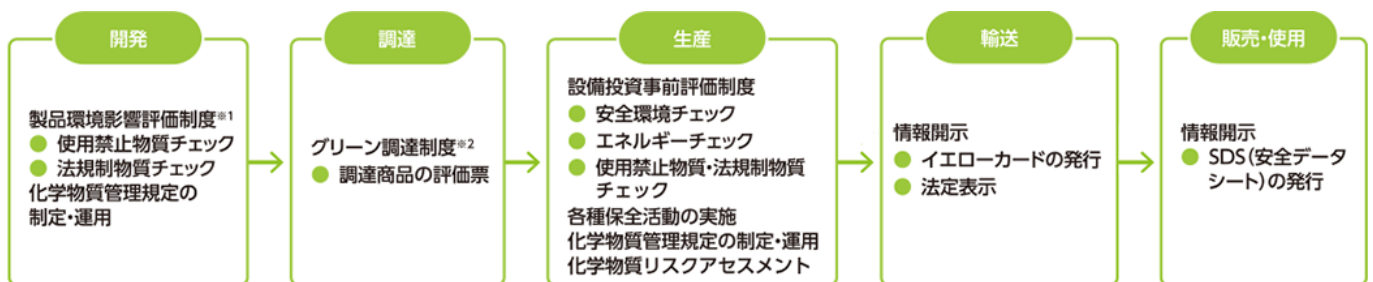 開発
製品環境影響評価制度※1
● 使用禁止物質チェック
● 法規制物質チェック
化学物質管理規定の
制定・運用
調達
グリーン調達制度※2
● 調達商品の評価票
生産
設備投資事前評価制度
● 安全環境チェック
● エネルギーチェック
● 使用禁止物質・法規制物質
チェック
各種保全活動の実施
化学物質管理規定の制定・運用
化学物質リスクアセスメント
輸送
情報開示
● イエローカードの発行
● 法定表示
販売・使用
情報開示
● SDS(安全データ
シート)の発行